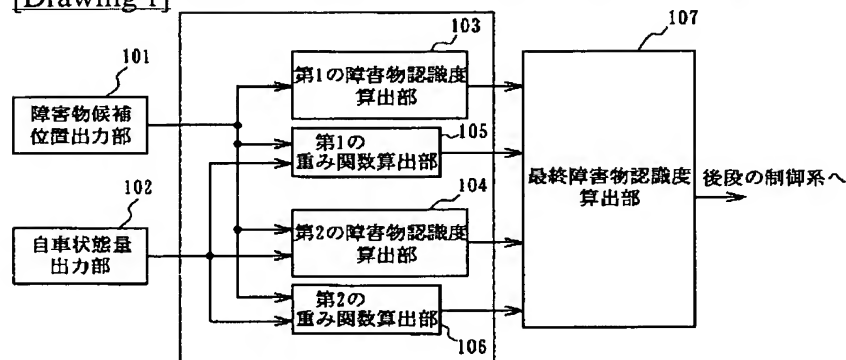 [Drawing 1]
101
障害物候補
位置出力部
102
自車状態量
出力部
103
第1の障害物認識度
算出部
105
第1の
重み関数算出部
104
第2の障害物認識度
算出部
第2の
重み関数算出部
106
107
最終障害物認識度
算出部
後段の制御系へ